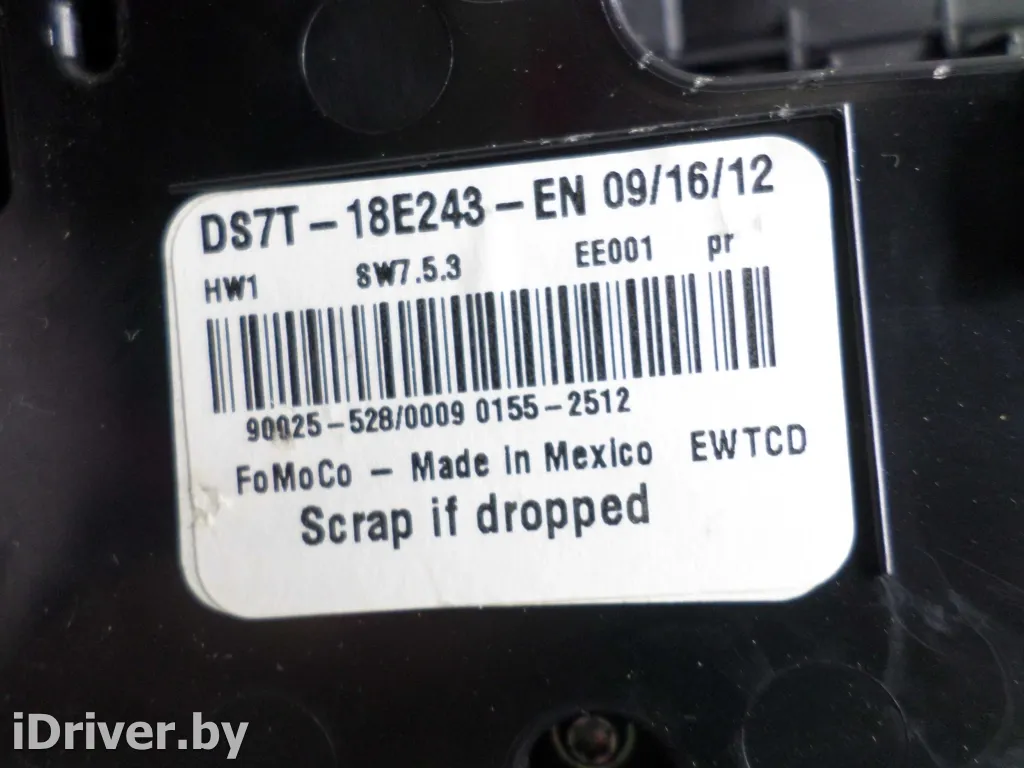 DS7T-18E243-EN 09/16/12
HW1 SW7.5.3 EE001 pr
90025-528/0009 0155-2512
FoMoCo - Made in Mexico EWTCD
Scrap if dropped
iDriver.by